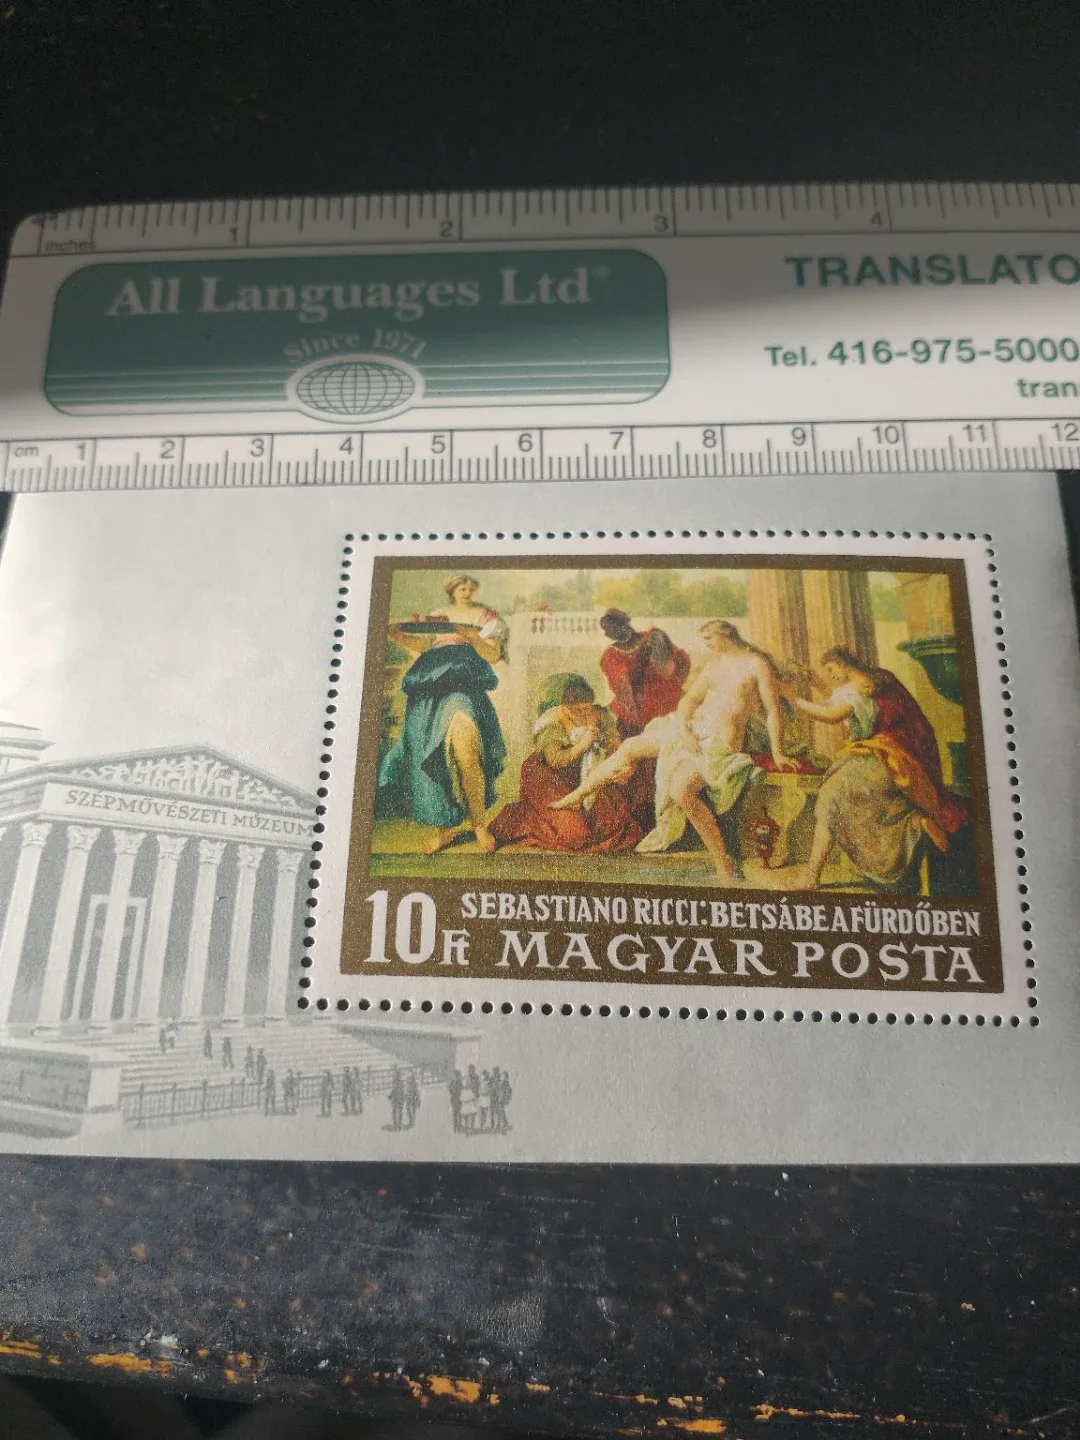 1 2 3 4
inches
All Languages Ltd®
Since 1971
TRANSLATO
Tel. 416-975-5000
tran
cm 1 2 3 4 5 6 7 8 9 10 11 12
SZÉPMŰVÉSZETI MÚZEUM
10 Ft
SEBASTIANO RICCI: BETSÁBE A FÜRDŐBEN
MAGYAR POSTA